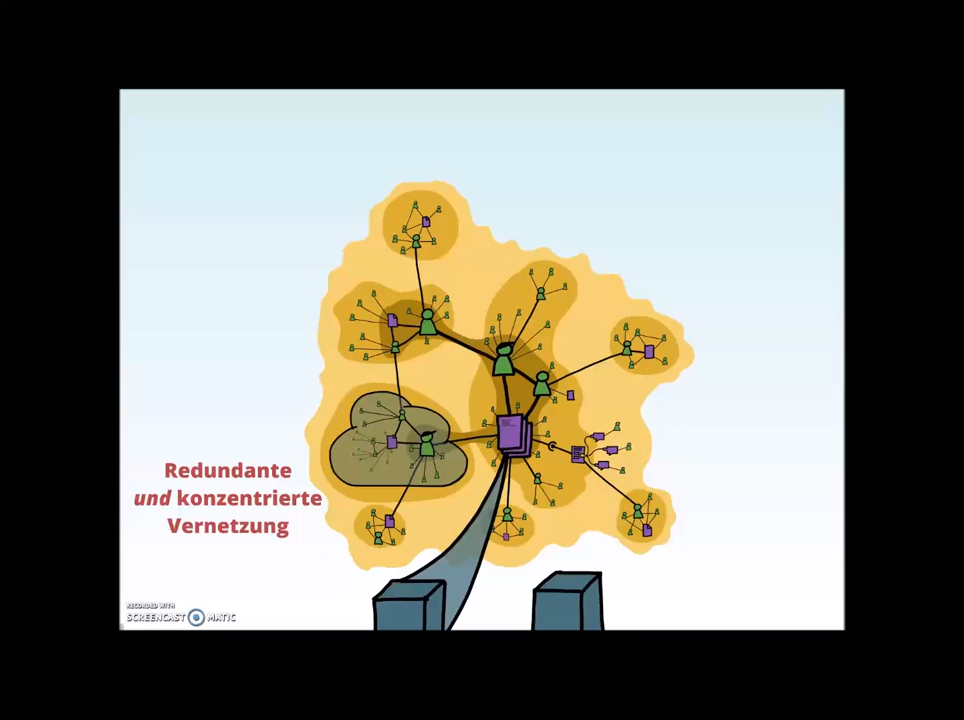 Redundante
und konzentrierte
Vernetzung
RECORDED WITH
SCREENCAST MATIC